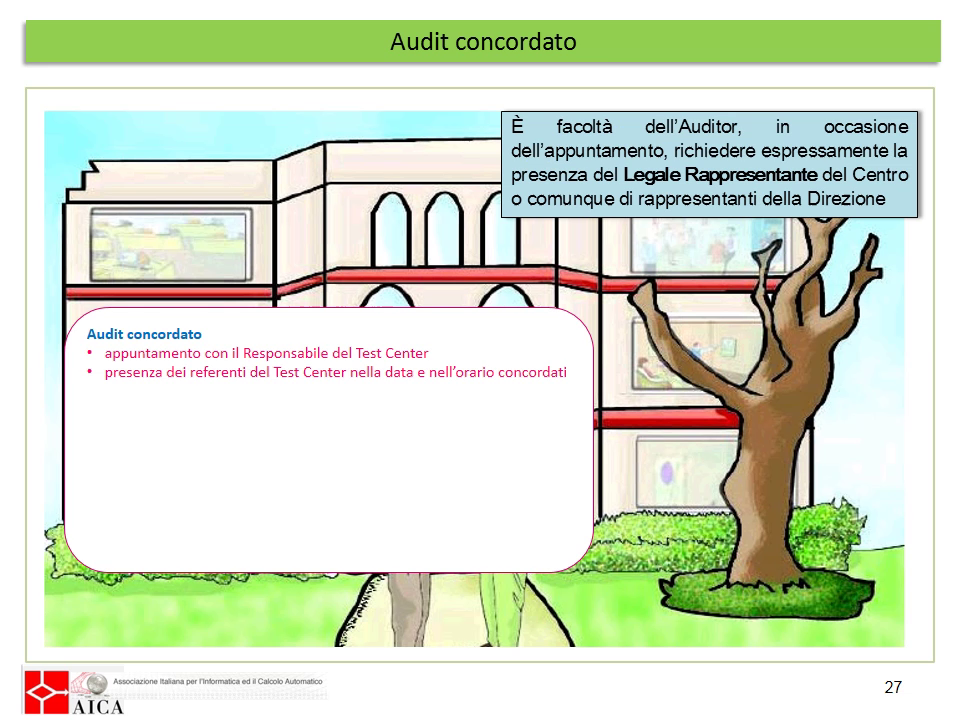 Audit concordato
È facoltà dell’Auditor, in occasione
dell’appuntamento, richiedere espressamente la
presenza del Legale Rappresentante del Centro
o comunque di rappresentanti della Direzione
Audit concordato
• appuntamento con il Responsabile del Test Center
• presenza dei referenti del Test Center nella data e nell’orario concordati
Associazione Italiana per l'Informatica ed il Calcolo Automatico
AICA
27